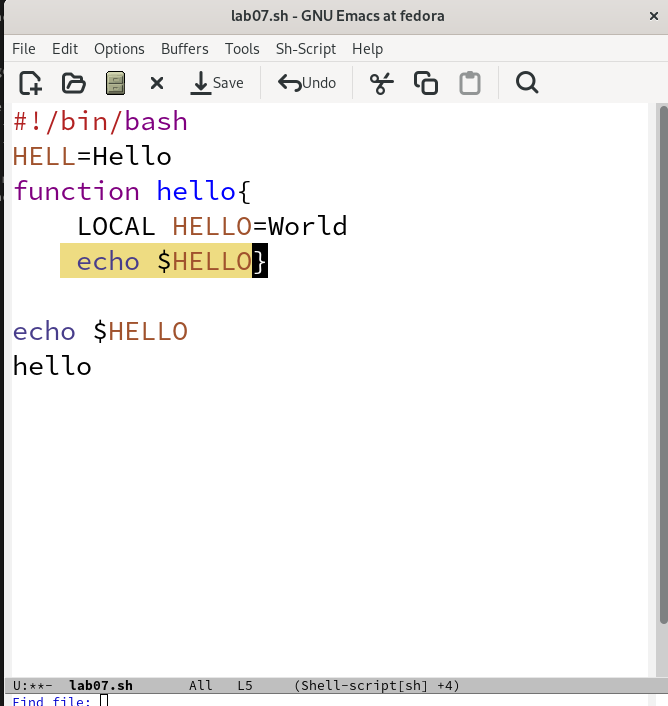 lab07.sh - GNU Emacs at fedora
File Edit Options Buffers Tools Sh-Script Help
Save Undo
#!/bin/bash
HELL=Hello
function hello{
LOCAL HELLO=World
echo $HELLO}
echo $HELLO
hello
U:**- lab07.sh All L5 (Shell-script[sh] +4)
Find file: